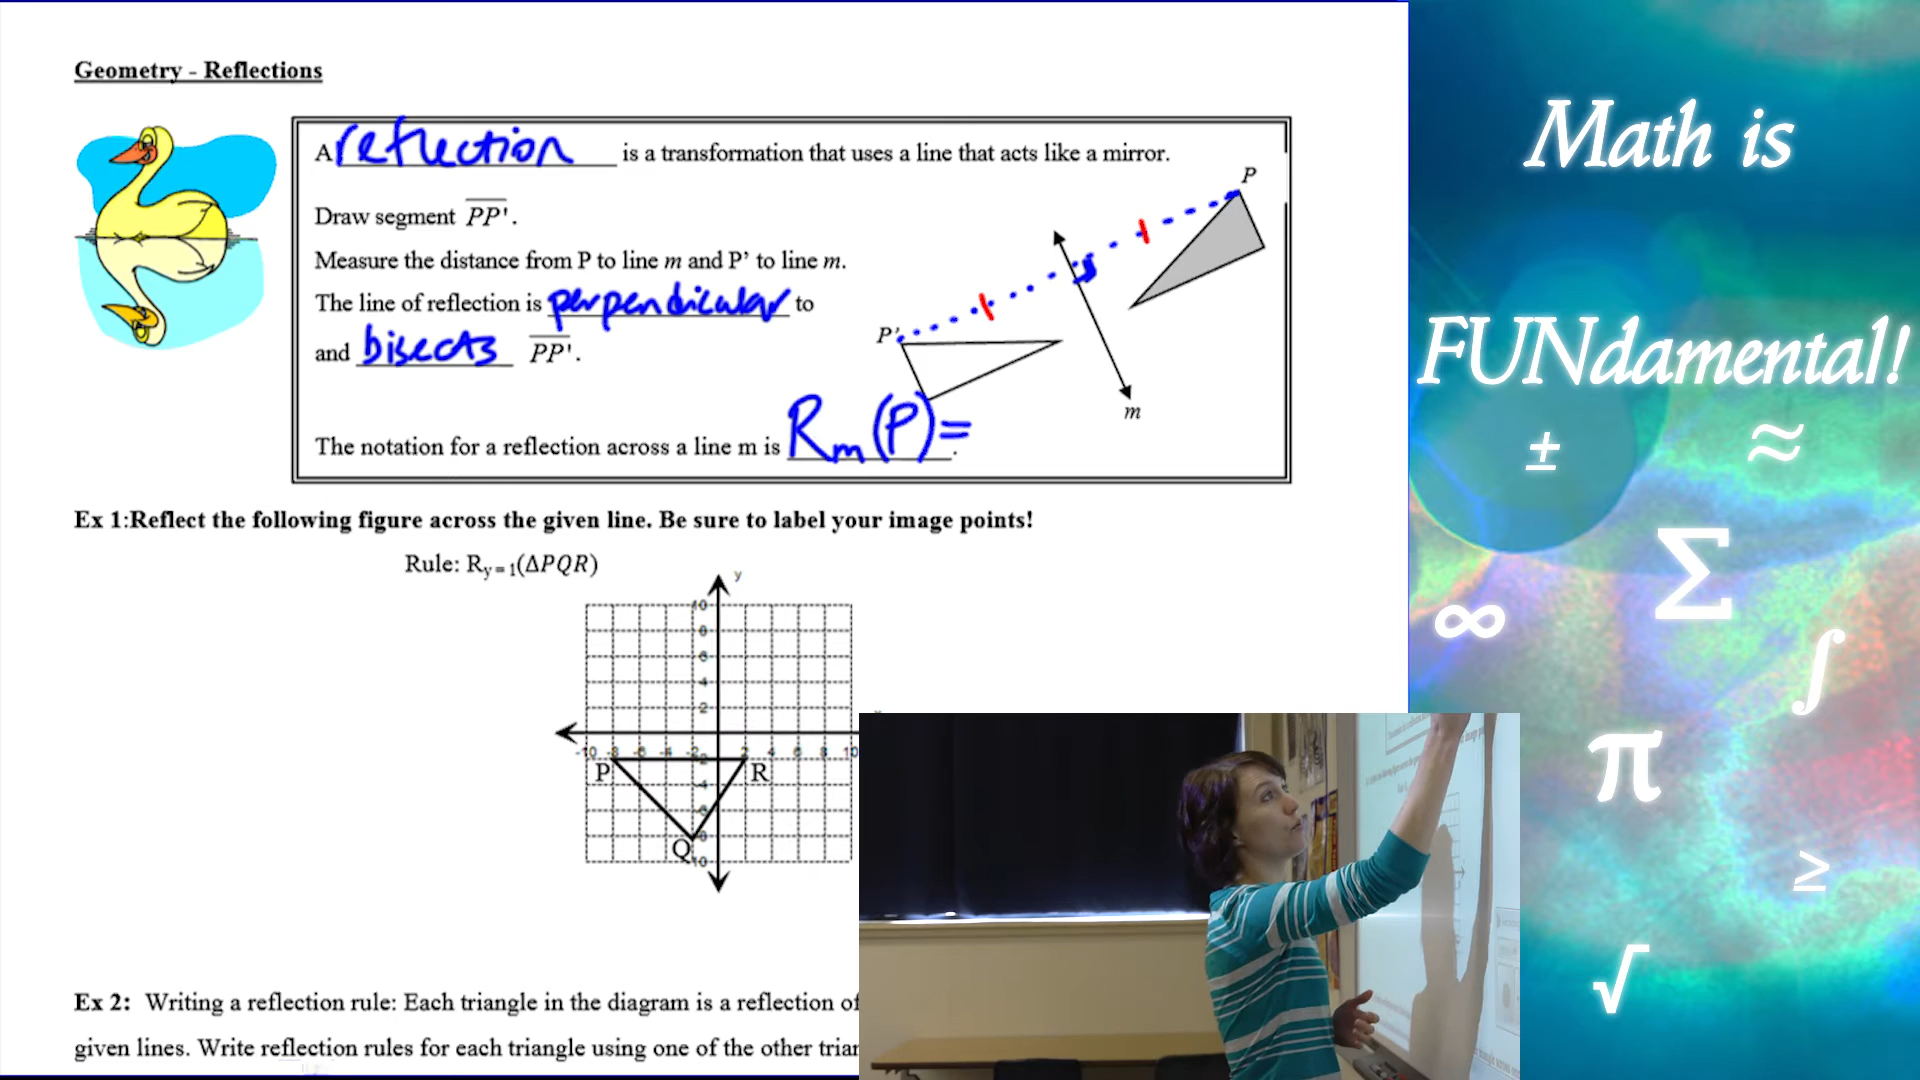 Geometry - Reflections
A reflection is a transformation that uses a line that acts like a mirror.
Draw segment PP'.
Measure the distance from P to line m and P’ to line m.
The line of reflection is perpendicular to
and bisects PP'.
The notation for a reflection across a line m is Rm(P)=.
P
P'
m
Ex 1:Reflect the following figure across the given line. Be sure to label your image points!
Rule: Ry=1(ΔPQR)
y
P
R
Q
Ex 2: Writing a reflection rule: Each triangle in the diagram is a reflection of
given lines. Write reflection rules for each triangle using one of the other trian
Math is
FUNdamental!
± ≈
Σ
∞
∫
π
≥
√